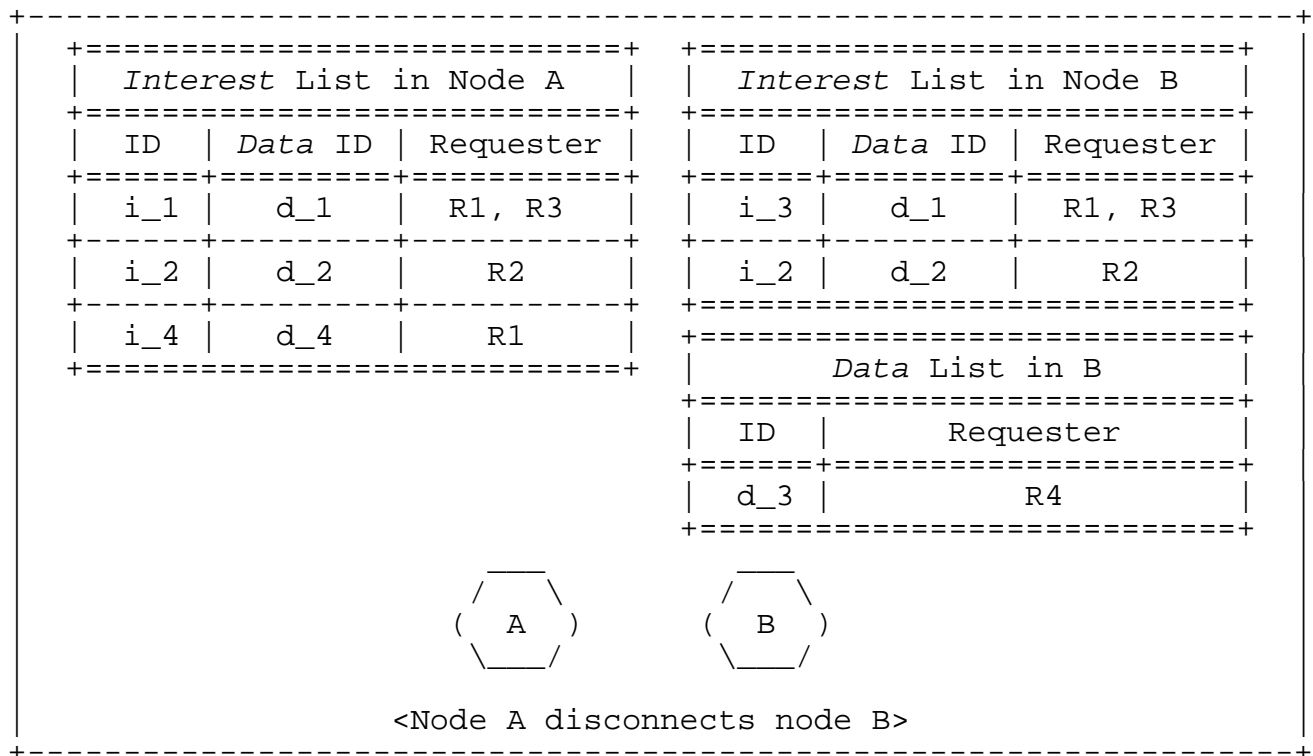 Interest List in Node A | Interest List in Node B
ID | Data ID | Requester | ID | Data ID | Requester
i_1 | d_1 | R1, R3 | i_3 | d_1 | R1, R3
i_2 | d_2 | R2 | i_2 | d_2 | R2
i_4 | d_4 | R1
Data List in B
ID | Requester
d_3 | R4
A B
<Node A disconnects node B>